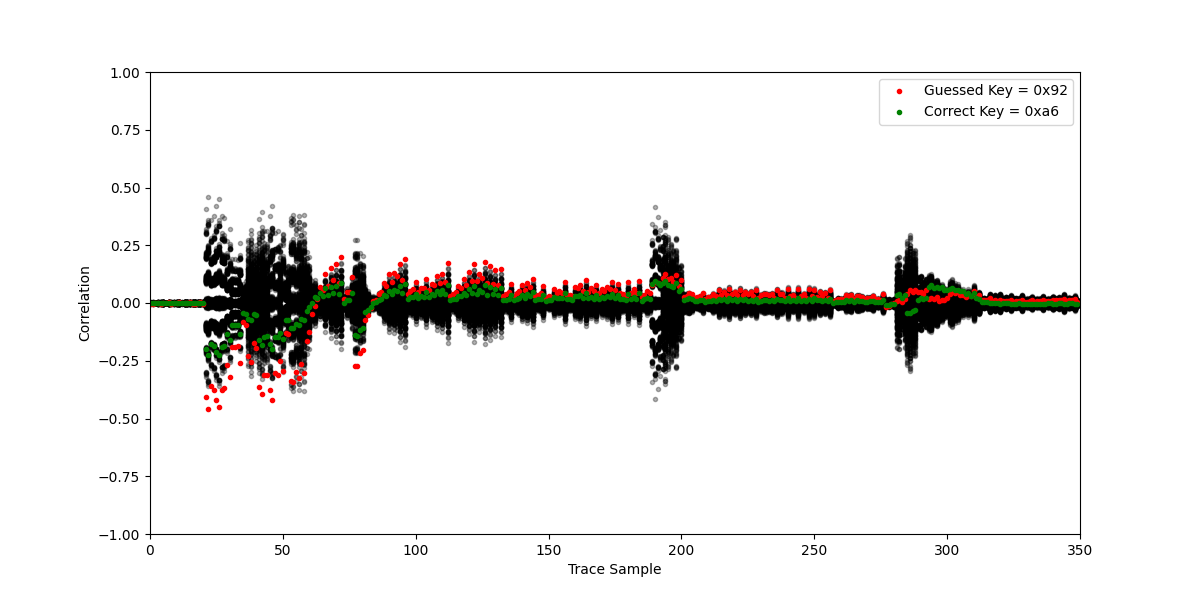 1.00
0.75
0.50
0.25
0.00
−0.25
−0.50
−0.75
−1.00
Correlation
Guessed Key = 0x92
Correct Key = 0xa6
0 50 100 150 200 250 300 350
Trace Sample